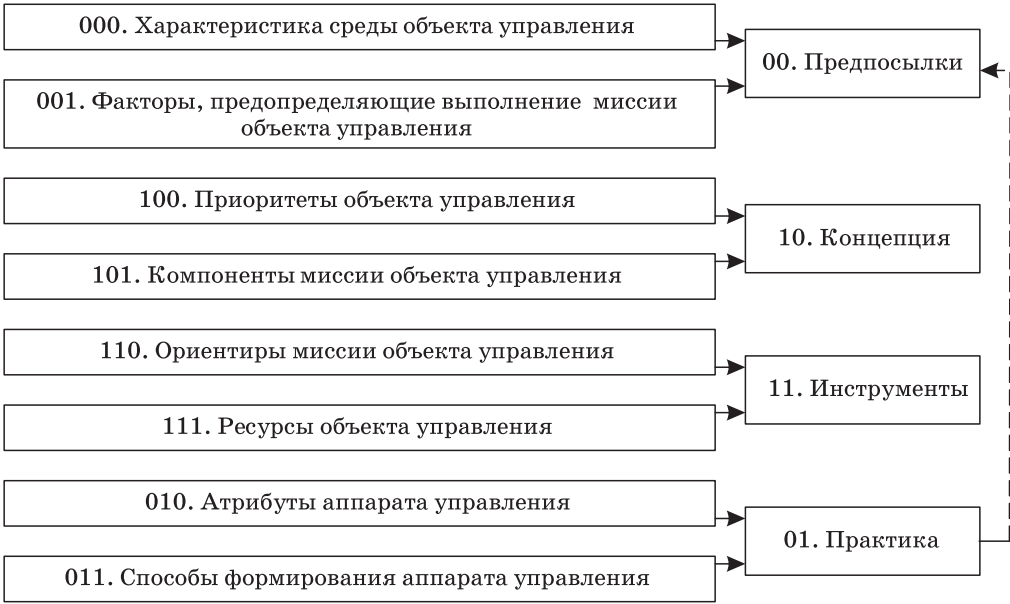 000. Характеристика среды объекта управления
00. Предпосылки
001. Факторы, предопределяющие выполнение миссии
объекта управления
100. Приоритеты объекта управления
10. Концепция
101. Компоненты миссии объекта управления
110. Ориентиры миссии объекта управления
11. Инструменты
111. Ресурсы объекта управления
010. Атрибуты аппарата управления
01. Практика
011. Способы формирования аппарата управления